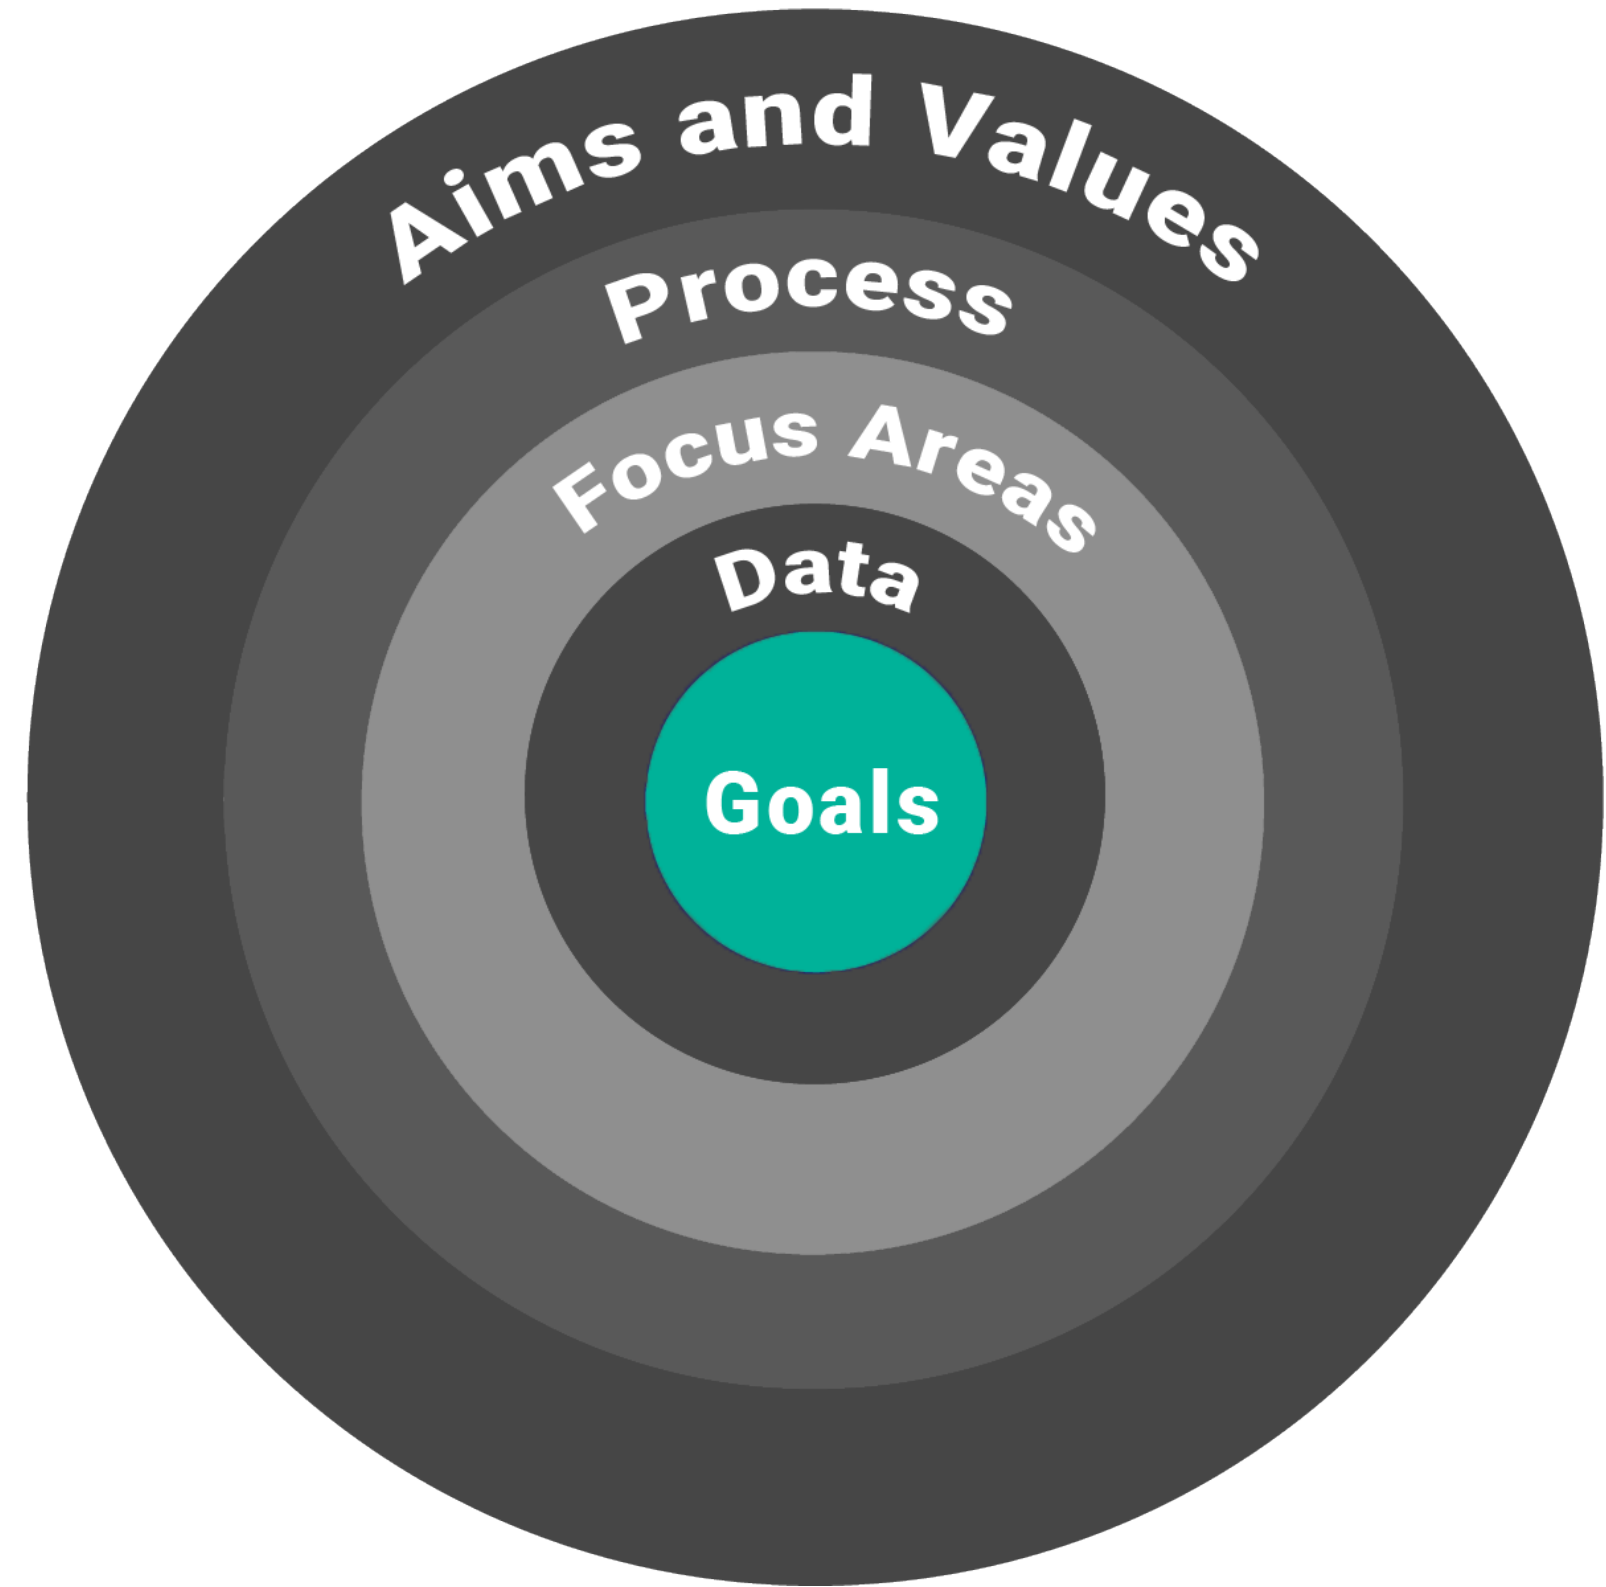 Aims and Values
Process
Focus Areas
Data
Goals